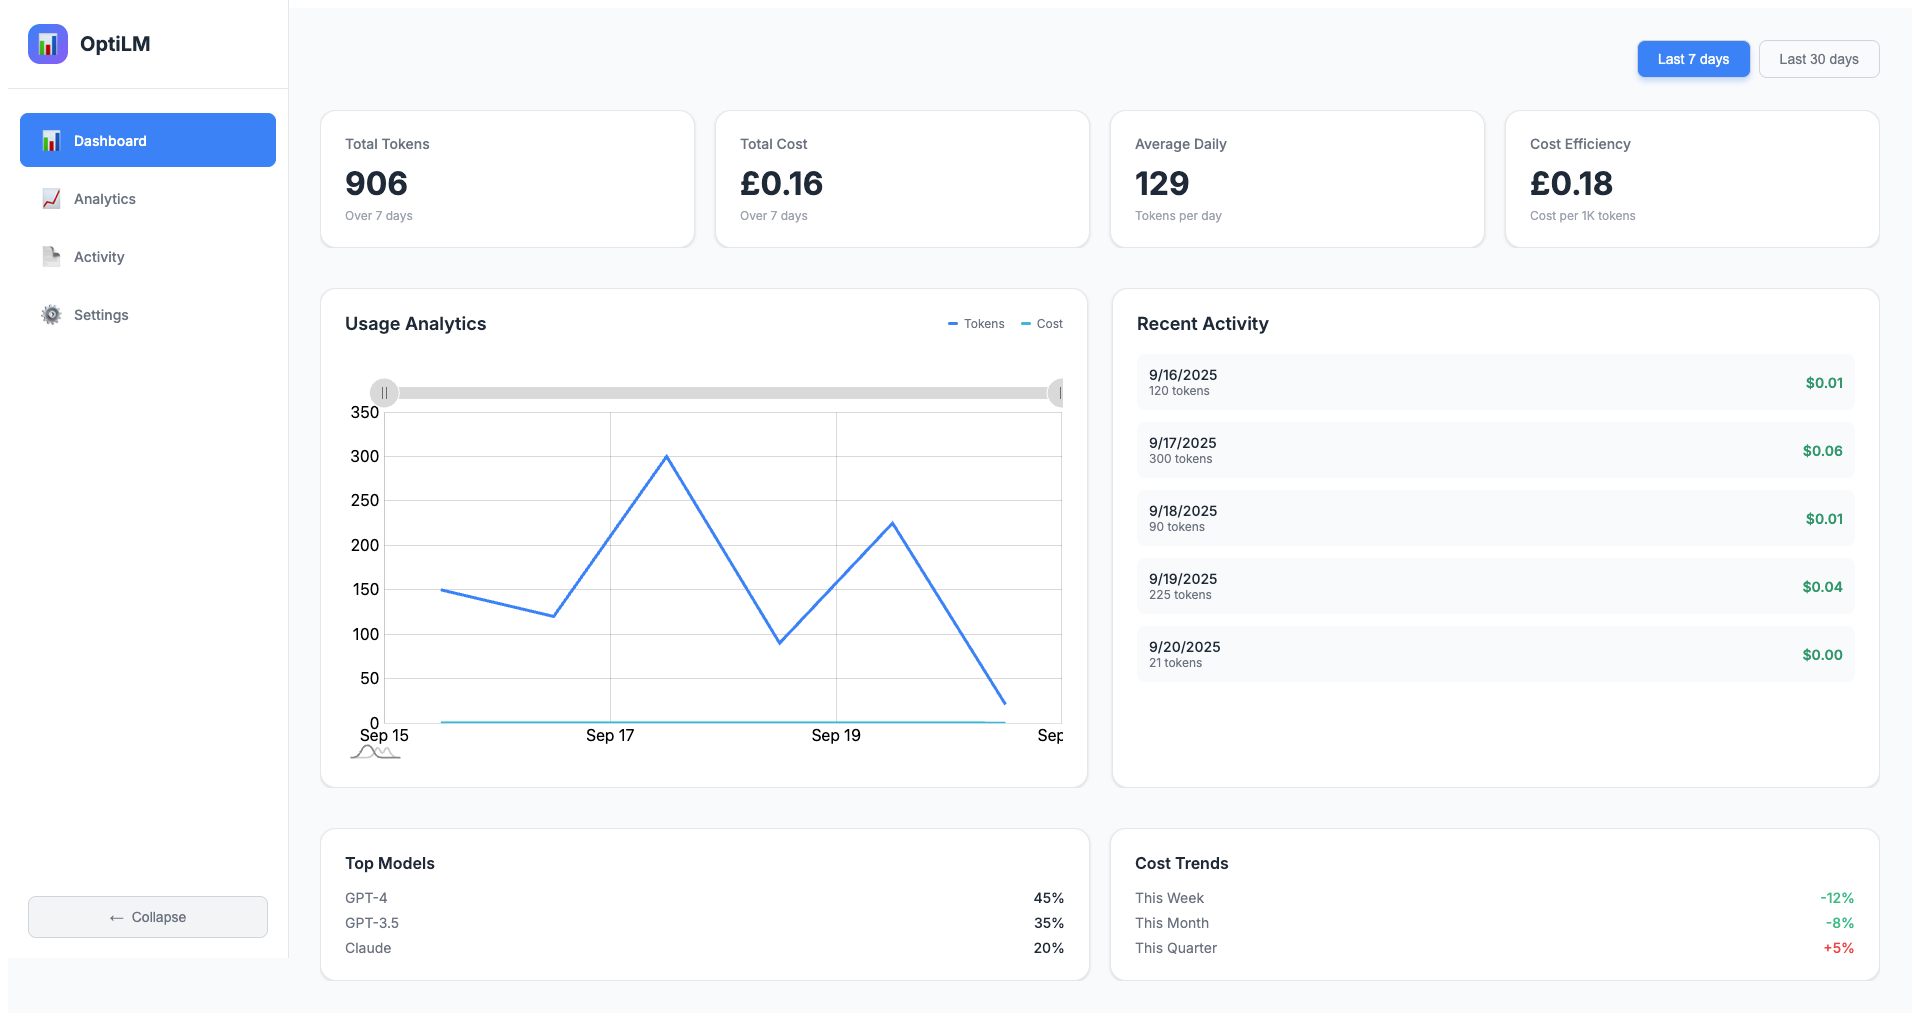 OptiLM
Dashboard
Analytics
Activity
Settings
← Collapse
Last 7 days
Last 30 days
Total Tokens
906
Over 7 days
Total Cost
£0.16
Over 7 days
Average Daily
129
Tokens per day
Cost Efficiency
£0.18
Cost per 1K tokens
Usage Analytics
Tokens
Cost
350
300
250
200
150
100
50
0
Sep 15
Sep 17
Sep 19
Sep
Recent Activity
9/16/2025
120 tokens
$0.01
9/17/2025
300 tokens
$0.06
9/18/2025
90 tokens
$0.01
9/19/2025
225 tokens
$0.04
9/20/2025
21 tokens
$0.00
Top Models
GPT-4 45%
GPT-3.5 35%
Claude 20%
Cost Trends
This Week -12%
This Month -8%
This Quarter +5%